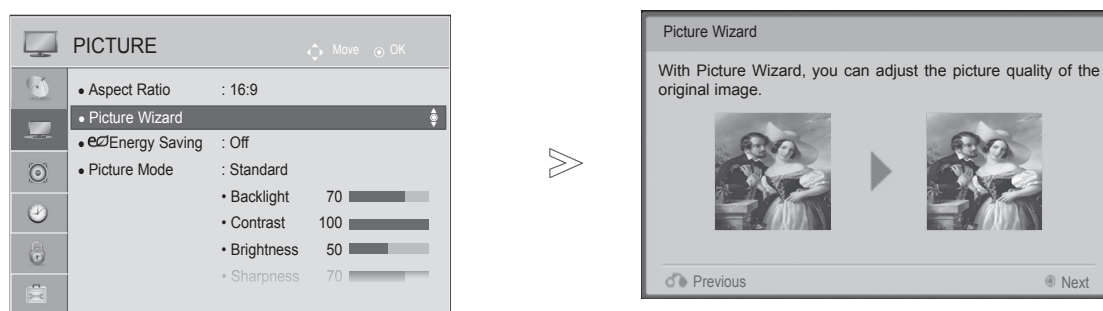 PICTURE
Move OK
• Aspect Ratio : 16:9
• Picture Wizard
• eEnergy Saving : Off
• Picture Mode : Standard
• Backlight 70
• Contrast 100
• Brightness 50
• Sharpness 70
Picture Wizard
With Picture Wizard, you can adjust the picture quality of the
original image.
Previous
Next